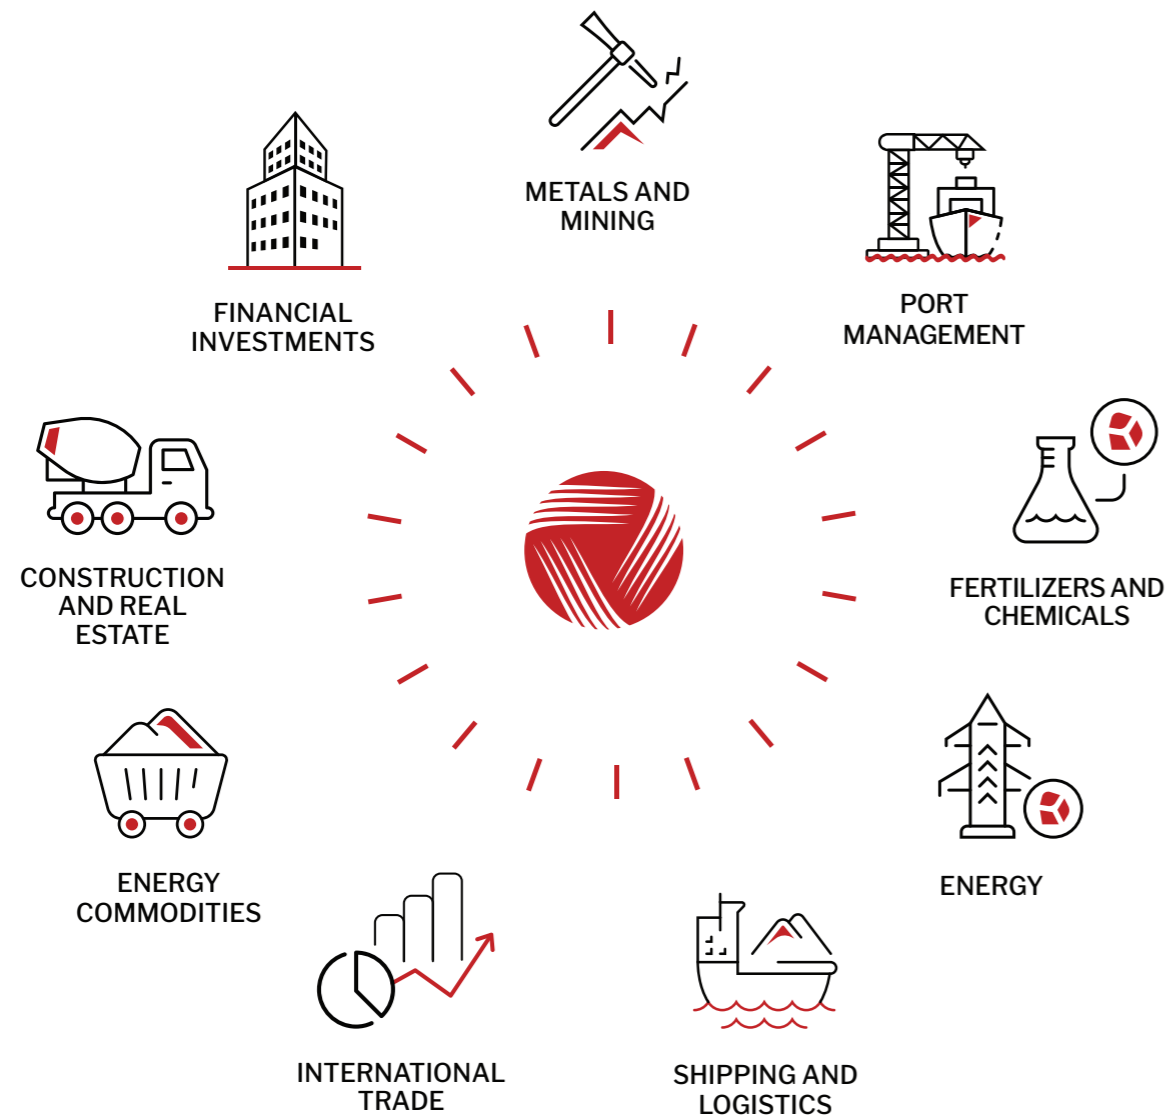 METALS AND
MINING
PORT
MANAGEMENT
FINANCIAL
INVESTMENTS
FERTILIZERS AND
CHEMICALS
CONSTRUCTION
AND REAL
ESTATE
ENERGY
ENERGY
COMMODITIES
SHIPPING AND
LOGISTICS
INTERNATIONAL
TRADE